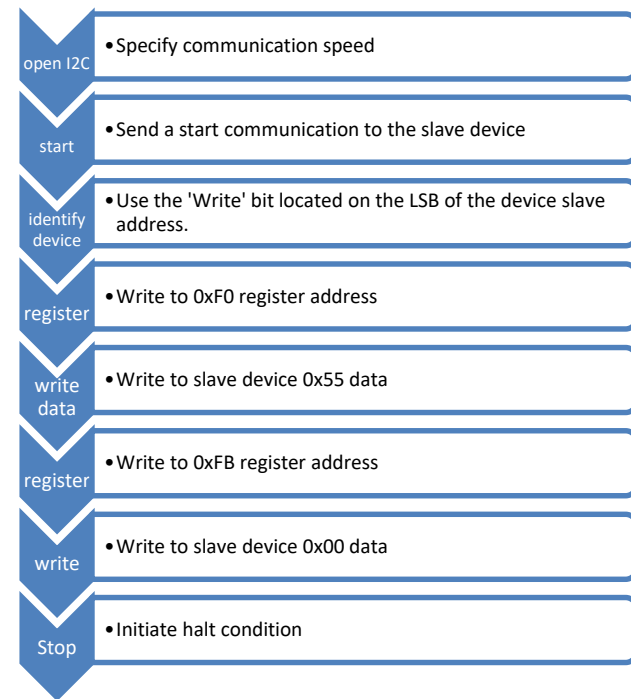 open I2C
•Specify communication speed
start
•Send a start communication to the slave device
identify
device
•Use the 'Write' bit located on the LSB of the device slave
address.
register
•Write to 0xF0 register address
write
data
•Write to slave device 0x55 data
register
•Write to 0xFB register address
write
•Write to slave device 0x00 data
Stop
•Initiate halt condition